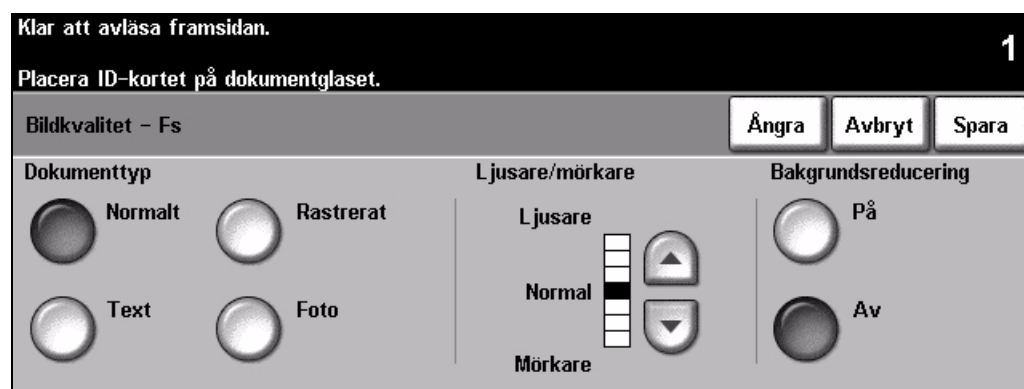 Klar att avläsa framsidan.
1
Placera ID-kortet på dokumentglaset.
Bildkvalitet - Fs
Ångra
Avbryt
Spara
Dokumenttyp
Normalt
Rastrerat
Text
Foto
Ljusare/mörkare
Ljusare
Normal
Mörkare
Bakgrundsreducering
På
Av